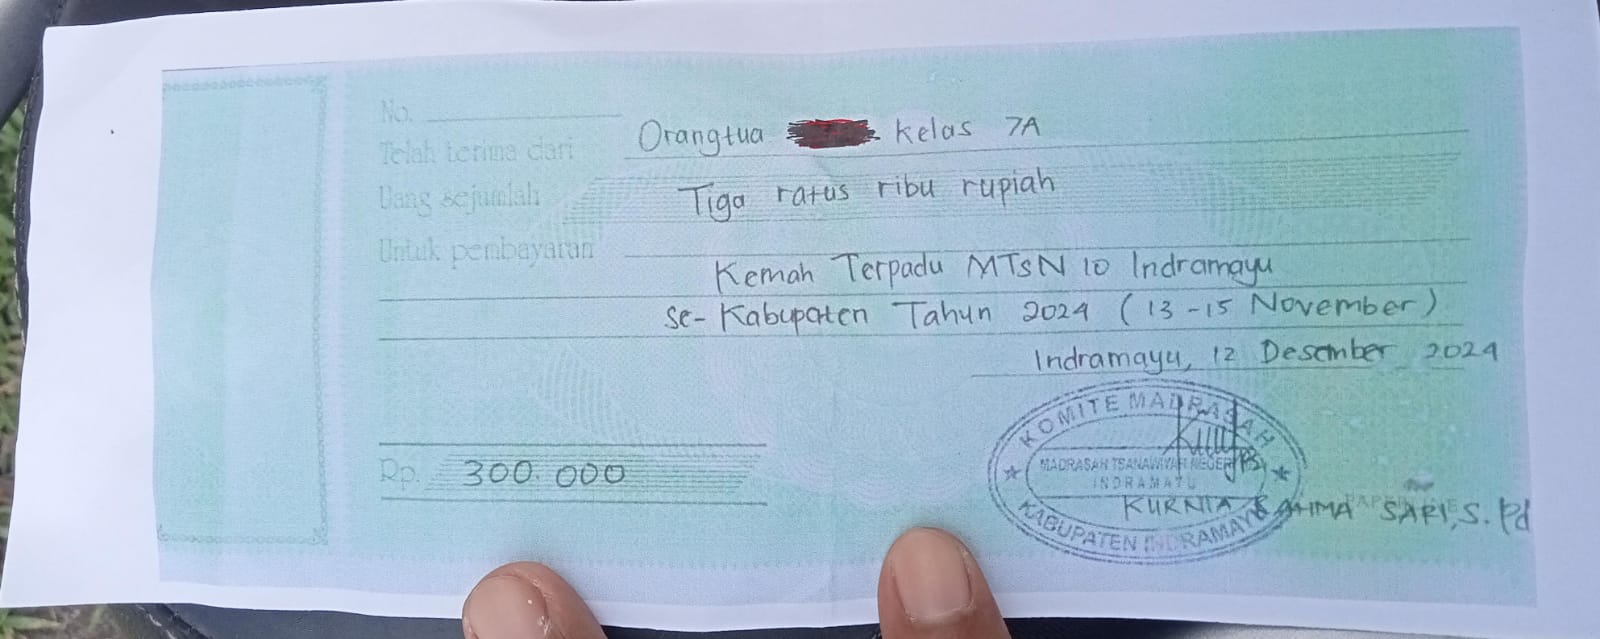 No.
Telah terima dari Orangtua Kelas 7A
Uang sejumlah Tiga ratus ribu rupiah
Untuk pembayaran
Kemah Terpadu MTsN 10 Indramayu
se-Kabupaten Tahun 2024 (13-15 November)
Indramayu, 12 Desember 2024
Rp. 300.000
KOMITE MADRASAH
MADRASAH TSANAWIYAH NEGERI
INDRAMAYU
KABUPATEN INDRAMAYU
KURNIA RAHMA SARI, S.Pd